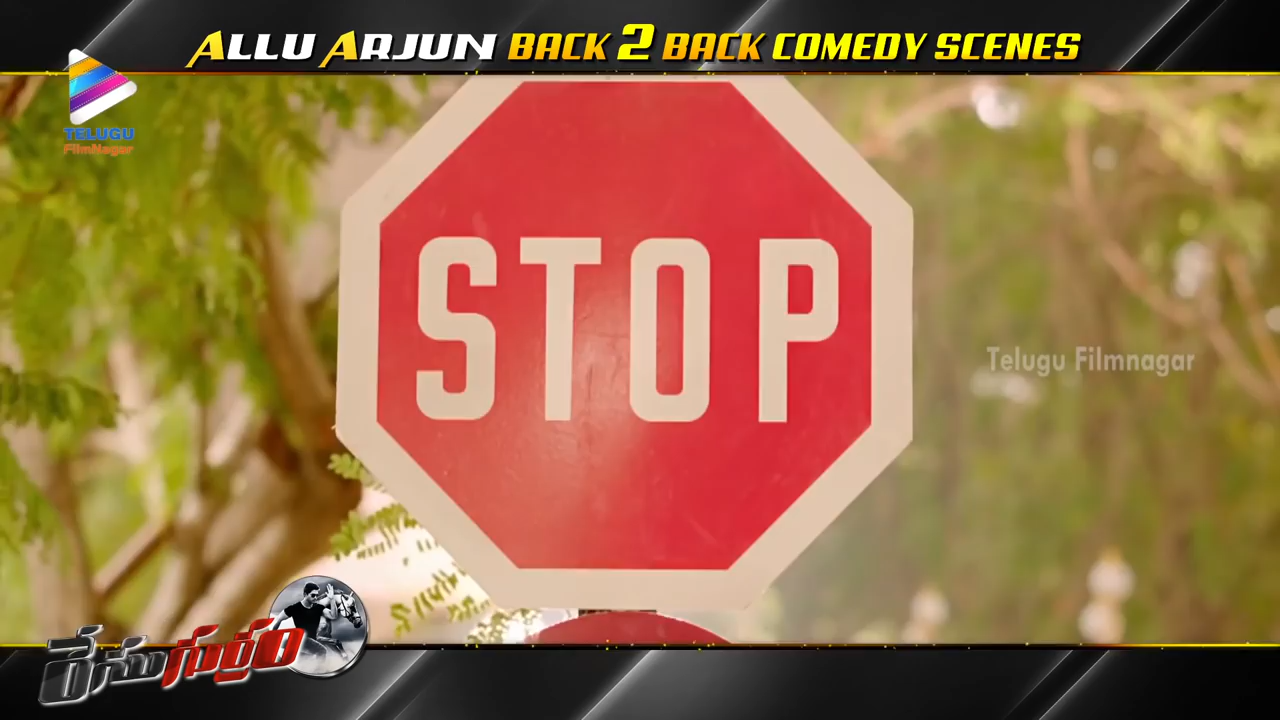 ALLU ARJUN BACK 2 BACK COMEDY SCENES
TELUGU
FilmNagar
STOP
Telugu Filmnagar
రేసుగుర్రం